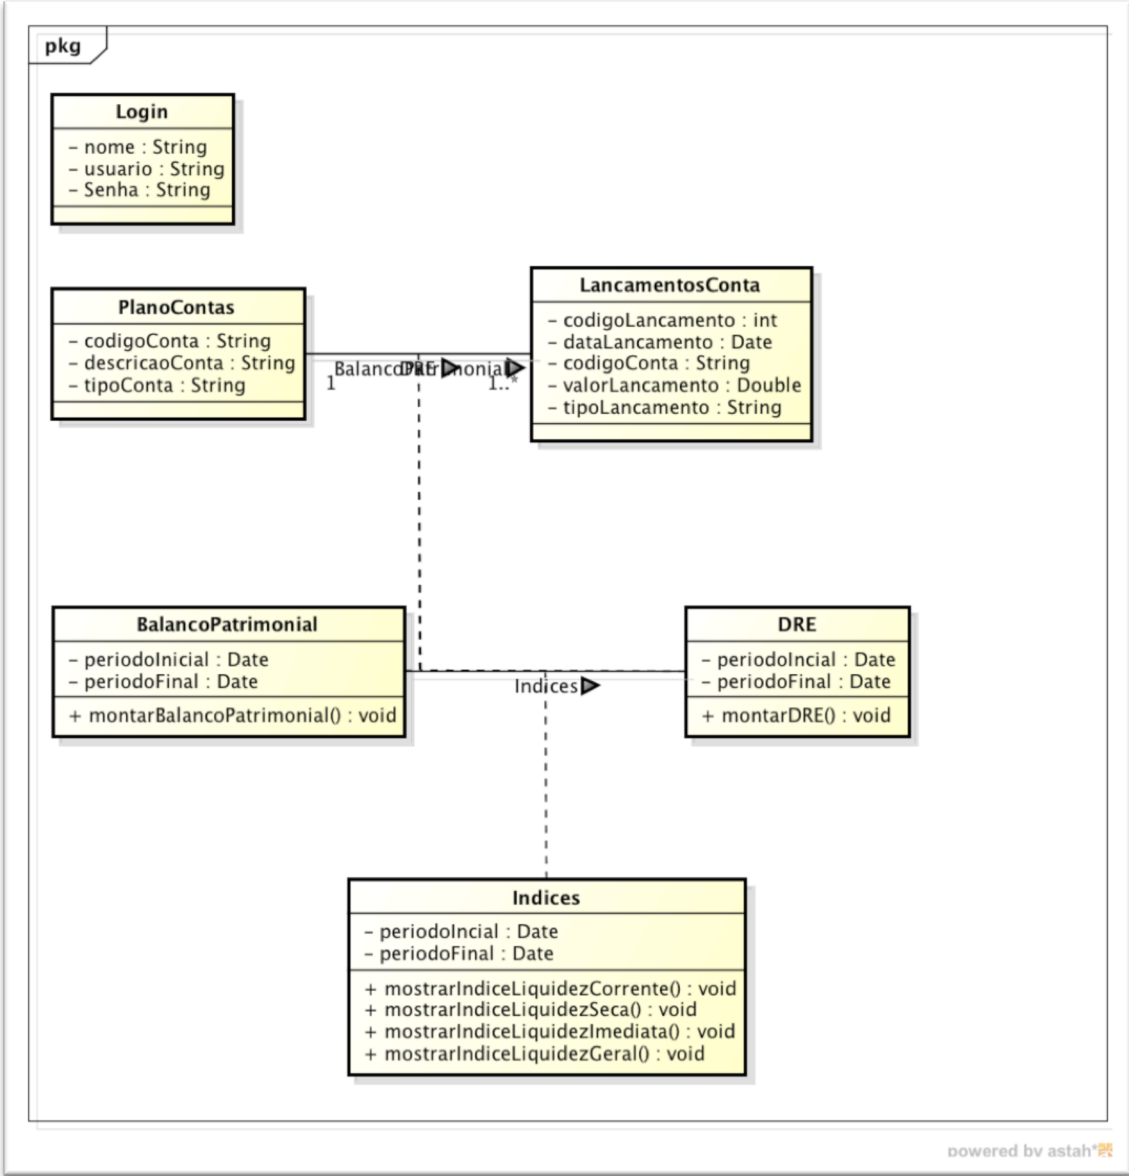 pkg
Login
– nome : String
– usuario : String
– Senha : String
PlanoContas
– codigoConta : String
– descricaoConta : String
– tipoConta : String
LancamentosConta
– codigoLancamento : int
– dataLancamento : Date
– codigoConta : String
– valorLancamento : Double
– tipoLancamento : String
BalancoPatrimonial
DRE
1
1..*
BalancoPatrimonial
– periodoInicial : Date
– periodoFinal : Date
+ montarBalancoPatrimonial() : void
DRE
– periodoIncial : Date
– periodoFinal : Date
+ montarDRE() : void
Indices
Indices
– periodoIncial : Date
– periodoFinal : Date
+ mostrarIndiceLiquidezCorrente() : void
+ mostrarIndiceLiquidezSeca() : void
+ mostrarIndiceLiquidezImediata() : void
+ mostrarIndiceLiquidezGeral() : void
powered by astah*